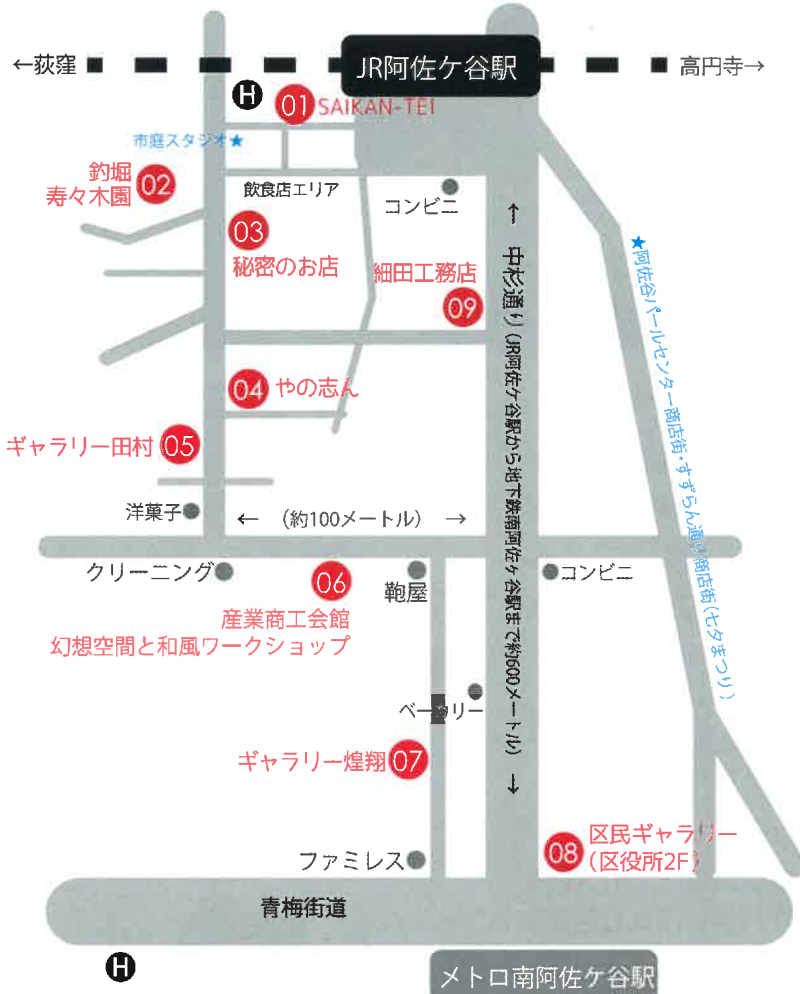 ←荻窪
JR阿佐ケ谷駅
高円寺→
H
01 SAIKAN-TEI
市庭スタジオ★
釣堀
寿々木園
02
飲食店エリア
コンビニ
03
秘密のお店
細田工務店
09
★阿佐谷パールセンター商店街・すずらん通り商店街(七夕まつり)
← 中杉通り(JR阿佐ケ谷駅から地下鉄南阿佐ヶ谷駅まで約600メートル) →
04 やの志ん
ギャラリー田村 05
洋菓子
← (約100メートル) →
クリーニング
06
鞄屋
コンビニ
産業商工会館
幻想空間と和風ワークショップ
ベーカリー
ギャラリー煌翔 07
08
区民ギャラリー
(区役所2F)
ファミレス
青梅街道
H
メトロ南阿佐ケ谷駅